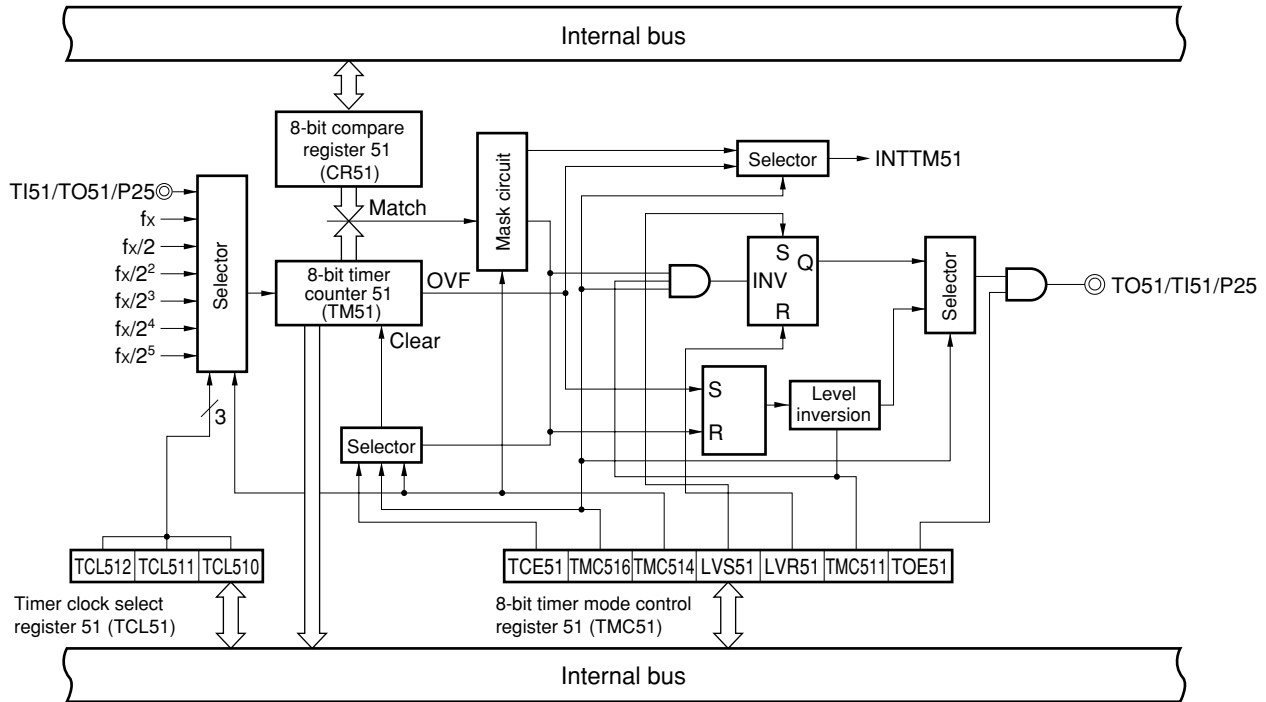 Internal bus
8-bit compare
register 51
(CR51)
Match
Mask circuit
Selector
INTTM51
TI51/TO51/P25
fx
fx/2
fx/2²
fx/2³
fx/2⁴
fx/2⁵
Selector
8-bit timer
counter 51
(TM51)
OVF
Clear
S
INV
Q
R
Selector
TO51/TI51/P25
3
Selector
S
R
Level
inversion
TCL512 TCL511 TCL510
Timer clock select
register 51 (TCL51)
TCE51 TMC516 TMC514 LVS51 LVR51 TMC511 TOE51
8-bit timer mode control
register 51 (TMC51)
Internal bus